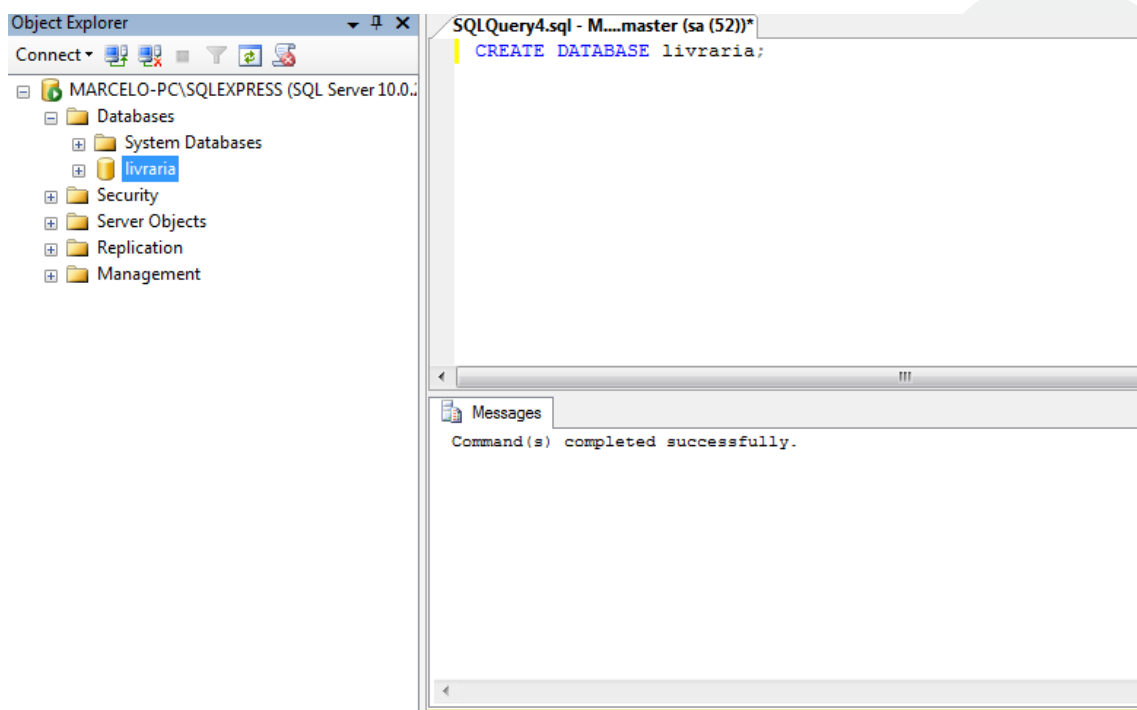 Object Explorer
Connect
MARCELO-PC\SQLEXPRESS (SQL Server 10.0.
Databases
System Databases
livraria
Security
Server Objects
Replication
Management
SQLQuery4.sql - M....master (sa (52))*
CREATE DATABASE livraria;
Messages
Command(s) completed successfully.